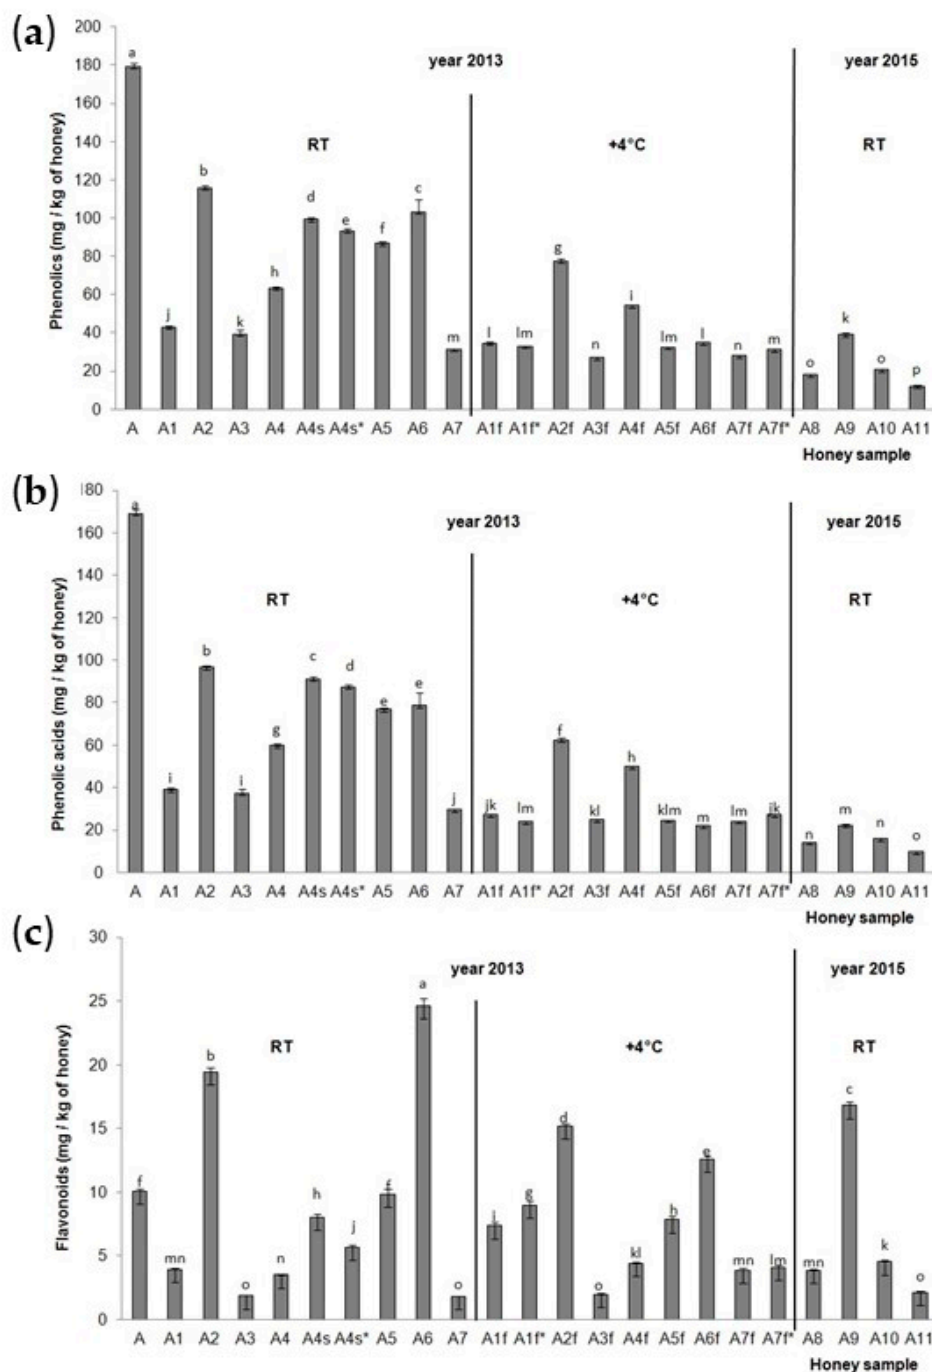 (a)
200
180
160
140
120
100
80
60
40
20
0
Phenolics (mg / kg of honey)
year 2013
year 2015
RT
+4°C
RT
a
j
b
k
h
d
e
f
c
m
l
lm
g
n
i
lm
l
n
m
o
k
o
p
A A1 A2 A3 A4 A4s A4s* A5 A6 A7 A1f A1f* A2f A3f A4f A5f A6f A7f A7f* A8 A9 A10 A11
Honey sample
(b)
180
160
140
120
100
80
60
40
20
0
Phenolic acids (mg / kg of honey)
year 2013
year 2015
RT
+4°C
RT
a
i
b
i
g
c
d
e
e
j
jk
lm
f
kl
h
klm
m
lm
jk
n
m
n
o
A A1 A2 A3 A4 A4s A4s* A5 A6 A7 A1f A1f* A2f A3f A4f A5f A6f A7f A7f* A8 A9 A10 A11
Honey sample
(c)
30
25
20
15
10
5
0
Flavonoids (mg / kg of honey)
year 2013
year 2015
RT
+4°C
RT
f
mn
b
o
n
h
j
f
a
o
i
g
d
o
kl
h
e
mn
lm
mn
c
k
o
A A1 A2 A3 A4 A4s A4s* A5 A6 A7 A1f A1f* A2f A3f A4f A5f A6f A7f A7f* A8 A9 A10 A11
Honey sample